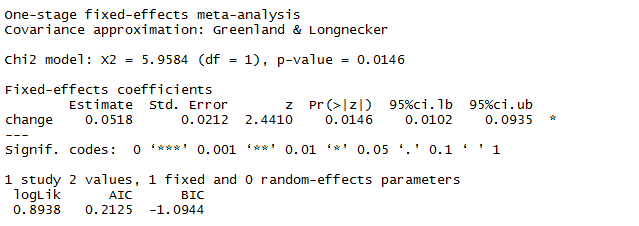 One-stage fixed-effects meta-analysis
Covariance approximation: Greenland & Longnecker
Chi2 model: X2 = 5.9584 (df = 1), p-value = 0.0146
Fixed-effects coefficients
Estimate Std. Error z Pr(>|z|) 95%ci.lb 95%ci.ub
change 0.0518 0.0212 2.4410 0.0146 0.0102 0.0935 *
---
Signif. codes: 0 ‘***’ 0.001 ‘**’ 0.01 ‘*’ 0.05 ‘.’ 0.1 ‘ ’ 1
1 study 2 values, 1 fixed and 0 random-effects parameters
logLik AIC BIC
0.8938 0.2125 -1.0944